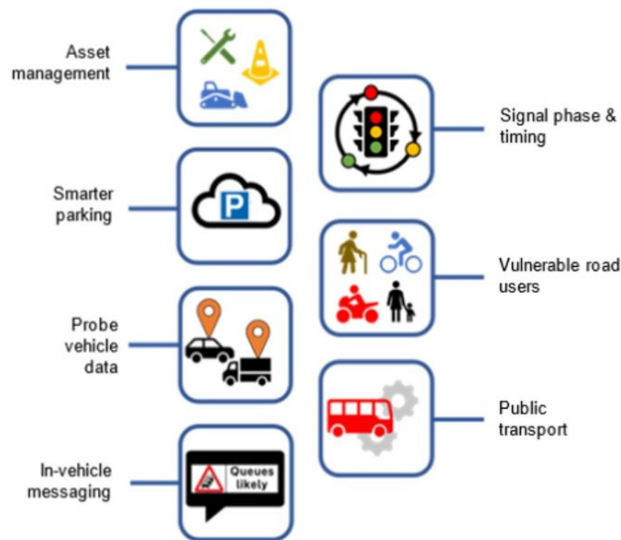 Asset
management
Signal phase &
timing
Smarter
parking
P
Vulnerable road
users
Probe
vehicle
data
Public
transport
In-vehicle
messaging
Queues
likely